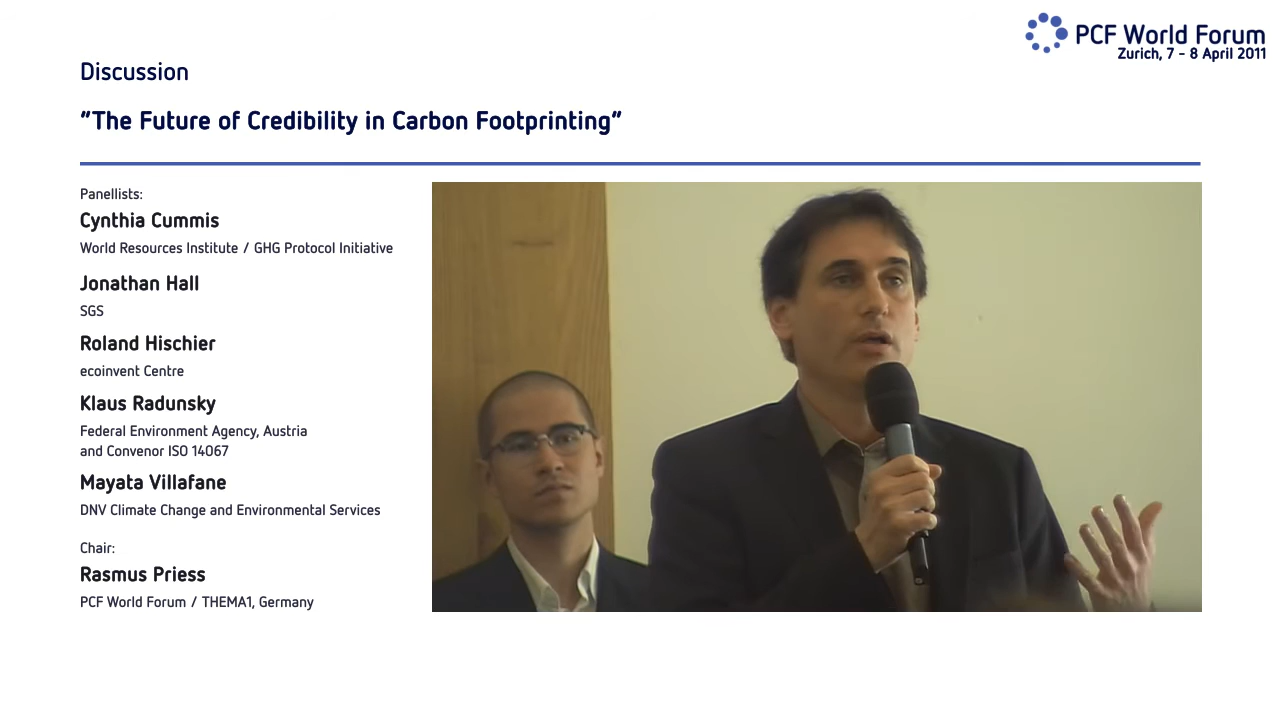 PCF World Forum
Zurich, 7 - 8 April 2011
Discussion
"The Future of Credibility in Carbon Footprinting"
Panellists:
Cynthia Cummis
World Resources Institute / GHG Protocol Initiative
Jonathan Hall
SGS
Roland Hischier
ecoinvent Centre
Klaus Radunsky
Federal Environment Agency, Austria
and Convenor ISO 14067
Mayata Villafane
DNV Climate Change and Environmental Services
Chair:
Rasmus Priess
PCF World Forum / THEMA1, Germany